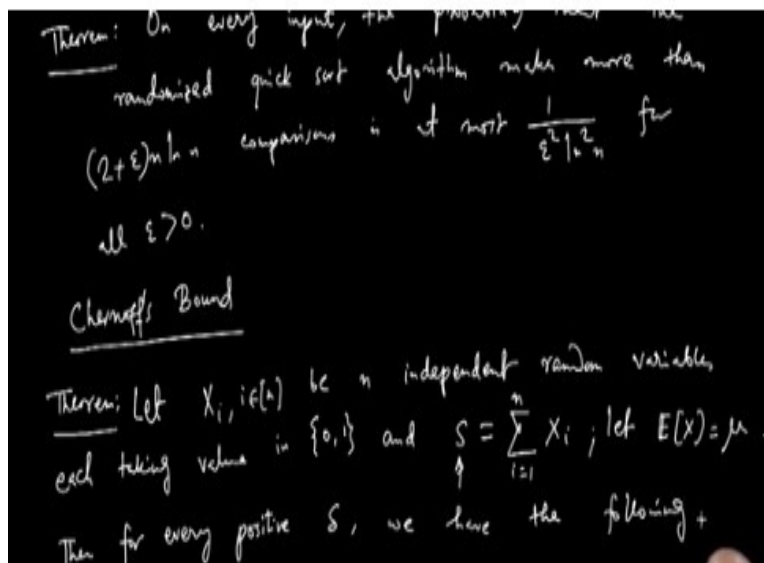 Theorem: On every input, the probability that the
randomized quick sort algorithm makes more than
(2+ε)n ln n comparisons is at most 1/(ε² ln² n) for
all ε>0.
Chernoff's Bound
Theorem: Let Xᵢ, i∈[n] be n independent random variables
each taking values in {0,1} and S = ∑ᵢ₌₁ⁿ Xᵢ ; let E(X)=μ.
Then for every positive δ, we have the following